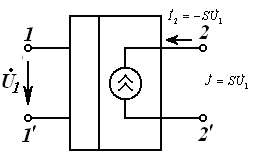 1
2
İ₂ = −SU̇₁
U̇₁
J̇ = SU̇₁
1'
2'